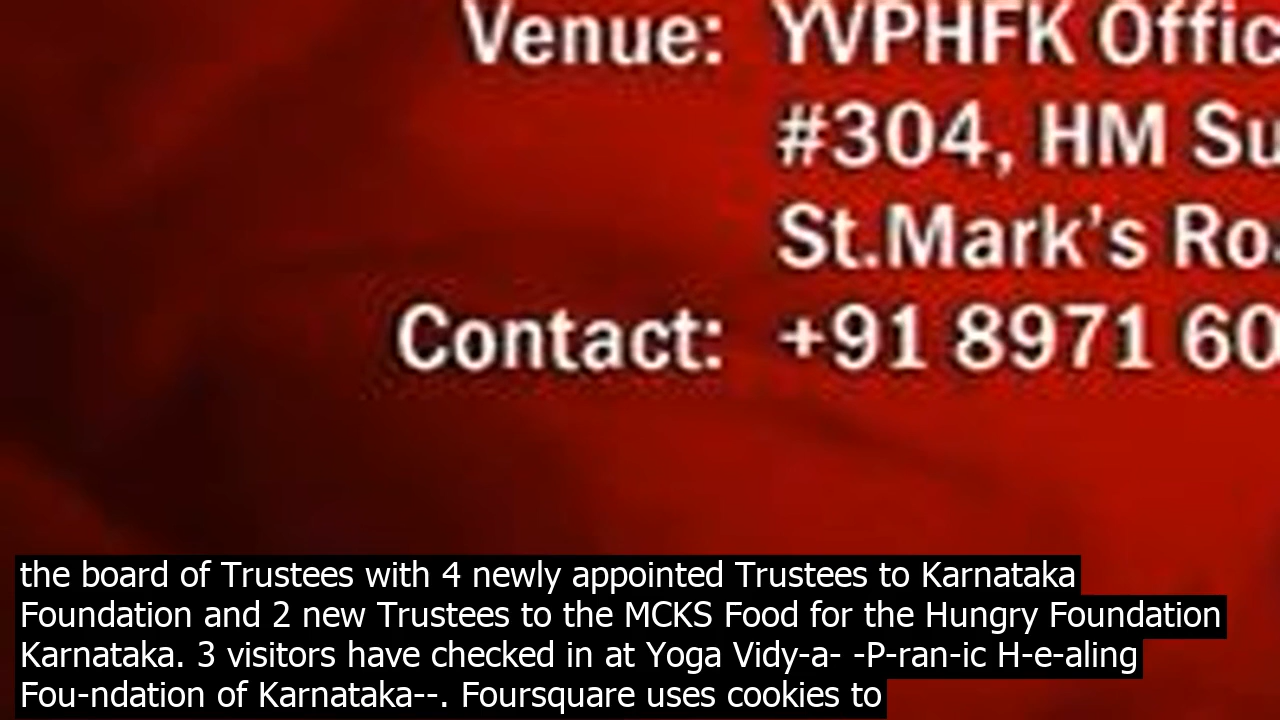 Venue: YVPHFK Offic
#304, HM Su
St.Mark's Ro
Contact: +91 8971 60
the board of Trustees with 4 newly appointed Trustees to Karnataka
Foundation and 2 new Trustees to the MCKS Food for the Hungry Foundation
Karnataka. 3 visitors have checked in at Yoga Vidy-a- -P-ran-ic H-e-aling
Fou-ndation of Karnataka--. Foursquare uses cookies to